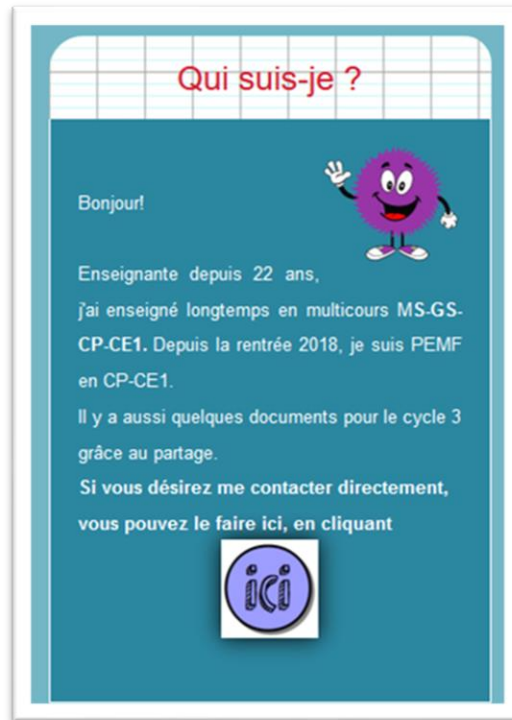 Qui suis-je ?
Bonjour!
Enseignante depuis 22 ans,
j'ai enseigné longtemps en multicours MS-GS-
CP-CE1. Depuis la rentrée 2018, je suis PEMF
en CP-CE1.
Il y a aussi quelques documents pour le cycle 3
grâce au partage.
Si vous désirez me contacter directement,
vous pouvez le faire ici, en cliquant
ici